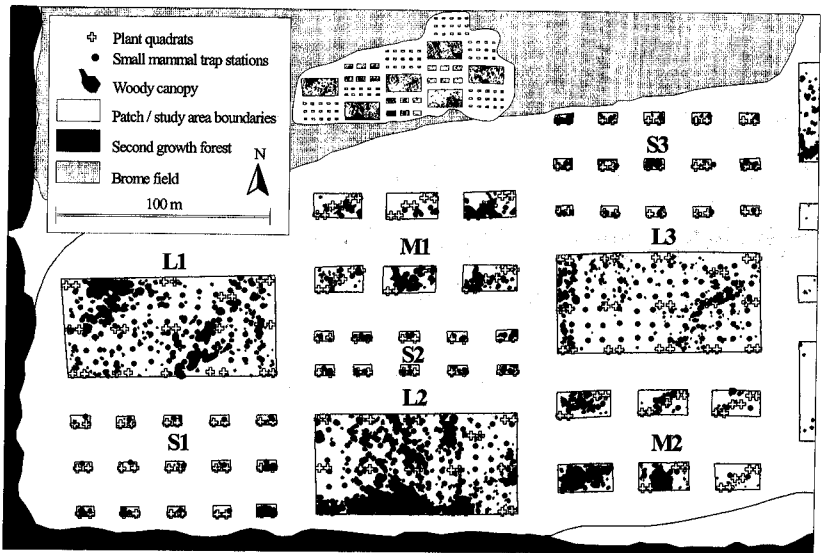 Plant quadrats
Small mammal trap stations
Woody canopy
Patch / study area boundaries
Second growth forest
Brome field
N
100 m
S3
M1
L1
L3
S2
L2
S1
M2